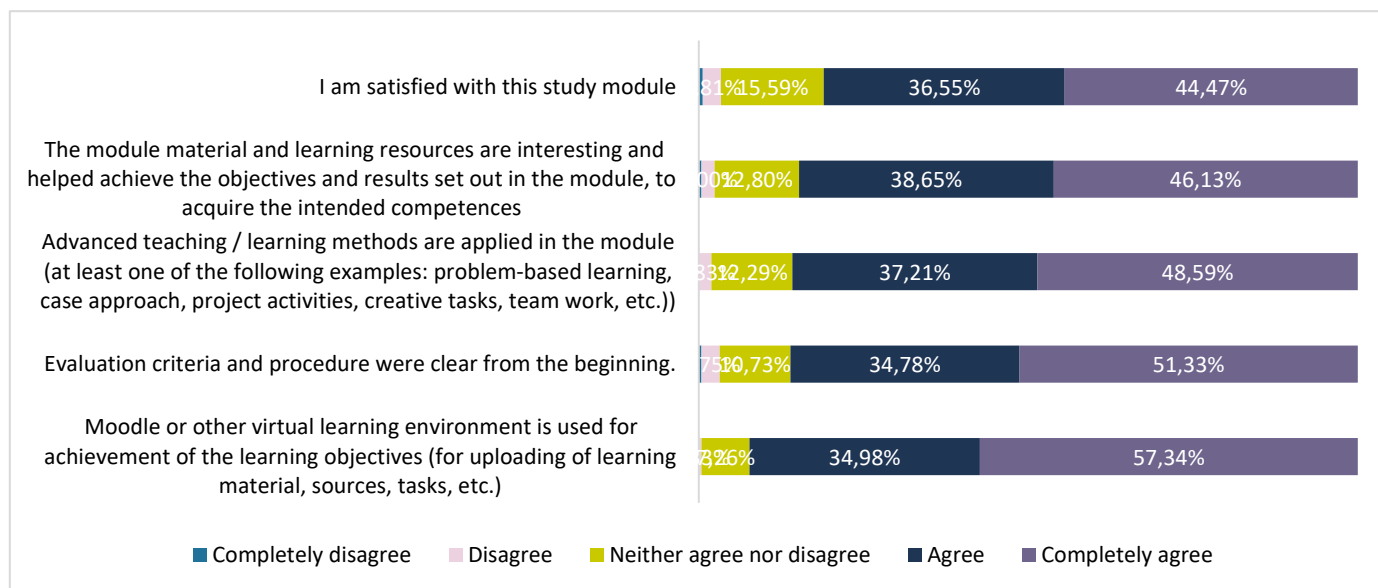 I am satisfied with this study module
15,59% 36,55% 44,47%
The module material and learning resources are interesting and
helped achieve the objectives and results set out in the module, to
acquire the intended competences
12,80% 38,65% 46,13%
Advanced teaching / learning methods are applied in the module
(at least one of the following examples: problem-based learning,
case approach, project activities, creative tasks, team work, etc.))
12,29% 37,21% 48,59%
Evaluation criteria and procedure were clear from the beginning.
10,73% 34,78% 51,33%
Moodle or other virtual learning environment is used for
achievement of the learning objectives (for uploading of learning
material, sources, tasks, etc.)
34,98% 57,34%
Completely disagree Disagree Neither agree nor disagree Agree Completely agree